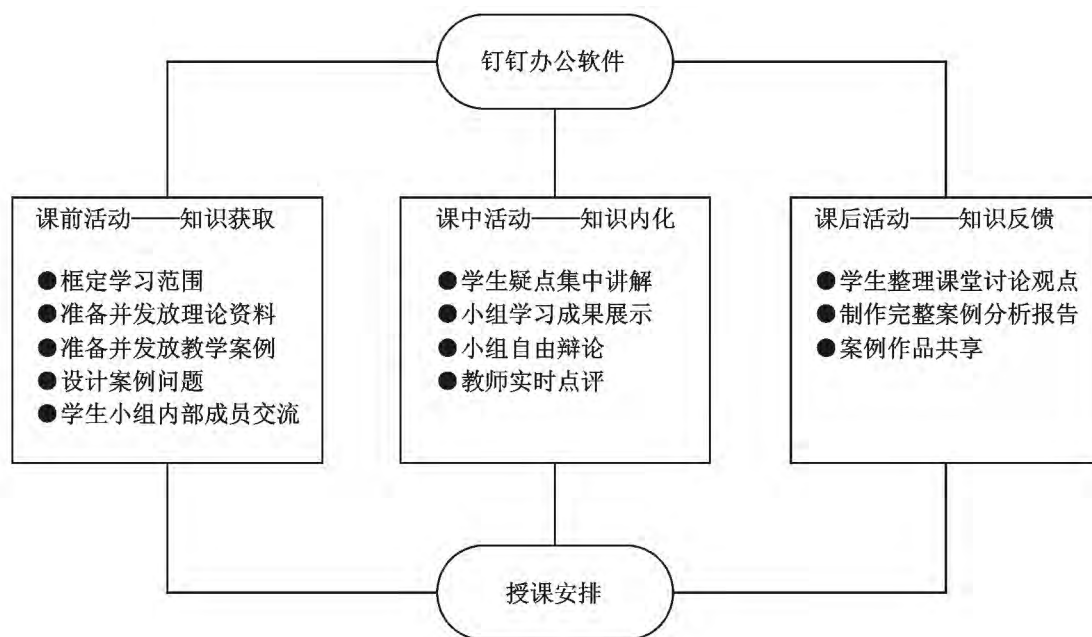 钉钉办公软件
课前活动——知识获取
●框定学习范围
●准备并发放理论资料
●准备并发放教学案例
●设计案例问题
●学生小组内部成员交流
课中活动——知识内化
●学生疑点集中讲解
●小组学习成果展示
●小组自由辩论
●教师实时点评
课后活动——知识反馈
●学生整理课堂讨论观点
●制作完整案例分析报告
●案例作品共享
授课安排